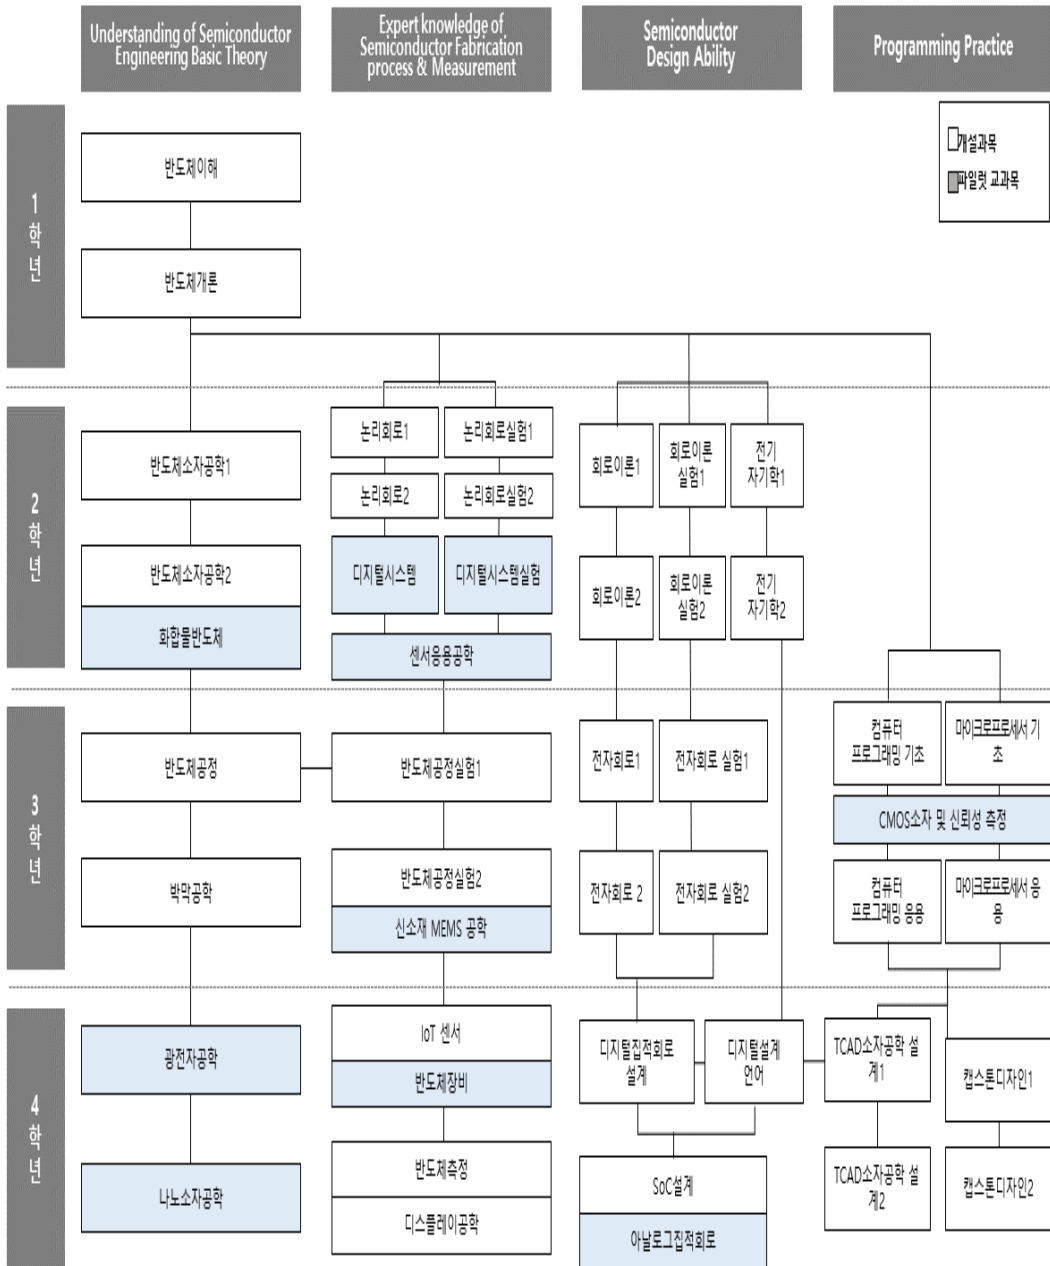 Understanding of Semiconductor
Engineering Basic Theory
Expert knowledge of
Semiconductor Fabrication
process & Measurement
Semiconductor
Design Ability
Programming Practice
개설과목
파일럿 교과목
1
학
년
반도체이해
반도체개론
2
학
년
반도체소자공학1
반도체소자공학2
화합물반도체
논리회로1
논리회로실험1
논리회로2
논리회로실험2
디지털시스템
디지털시스템실험
센서응용공학
회로이론1
회로이론
실험1
전기
자기학1
회로이론2
회로이론
실험2
전기
자기학2
3
학
년
반도체공정
박막공학
반도체공정실험1
반도체공정실험2
신소재 MEMS 공학
전자회로1
전자회로 실험1
전자회로 2
전자회로 실험2
컴퓨터
프로그래밍 기초
마이크로프로세서 기
초
CMOS소자 및 신뢰성 측정
컴퓨터
프로그래밍 응용
마이크로프로세서 응
용
4
학
년
광전자공학
나노소자공학
IoT 센서
반도체장비
반도체측정
디스플레이공학
디지털집적회로
설계
디지털설계
언어
SoC설계
아날로그집적회로
TCAD소자공학 설
계1
캡스톤디자인1
TCAD소자공학 설
계2
캡스톤디자인2